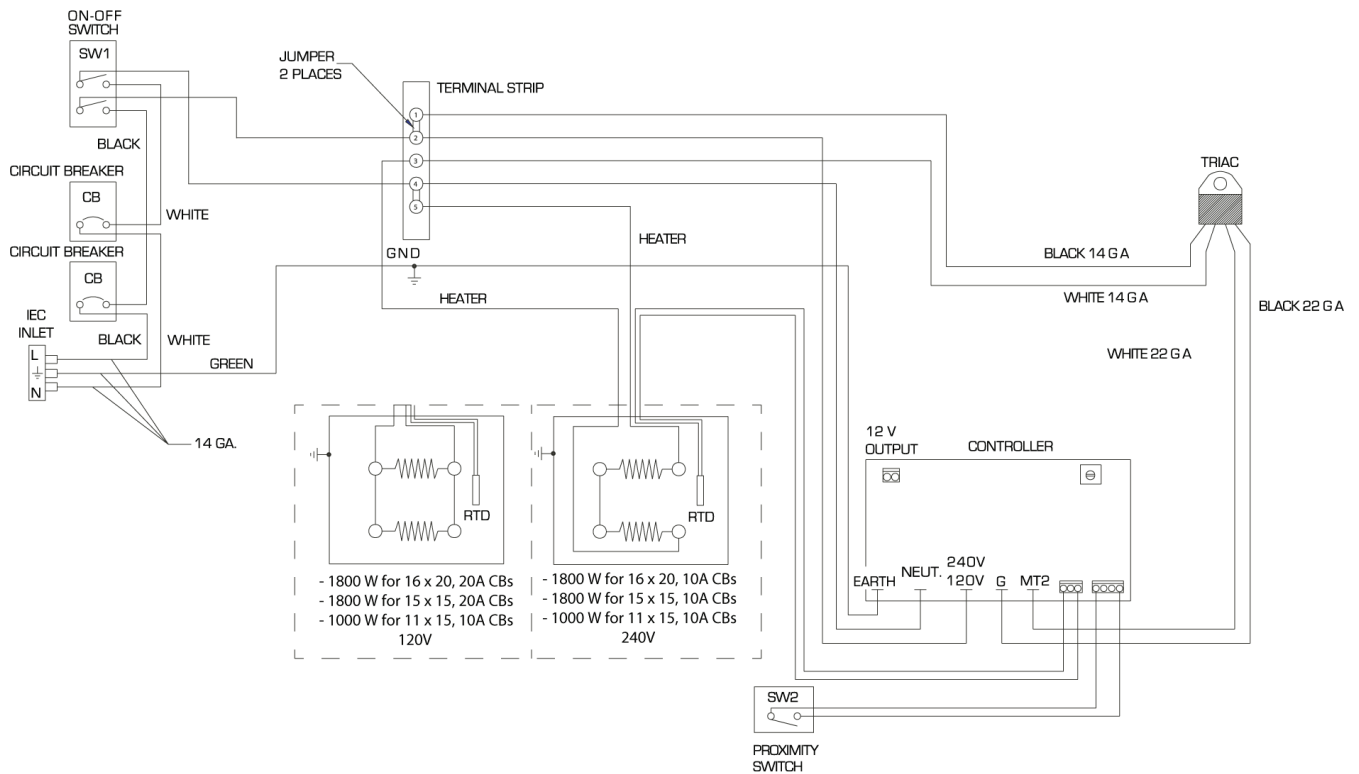 ON-OFF
SWITCH
SW1
JUMPER
2 PLACES
TERMINAL STRIP
1
2
3
4
5
BLACK
CIRCUIT BREAKER
CB
WHITE
CIRCUIT BREAKER
CB
IEC
INLET
L
N
BLACK
WHITE
GREEN
14 GA.
GND
HEATER
HEATER
TRIAC
BLACK 14 GA
WHITE 14 GA
BLACK 22 GA
WHITE 22 GA
RTD
- 1800 W for 16 x 20, 20A CBs
- 1800 W for 15 x 15, 20A CBs
- 1000 W for 11 x 15, 10A CBs
120V
RTD
- 1800 W for 16 x 20, 10A CBs
- 1800 W for 15 x 15, 10A CBs
- 1000 W for 11 x 15, 10A CBs
240V
12 V
OUTPUT
CONTROLLER
EARTH
NEUT.
240V
120V
G
MT2
SW2
PROXIMITY
SWITCH